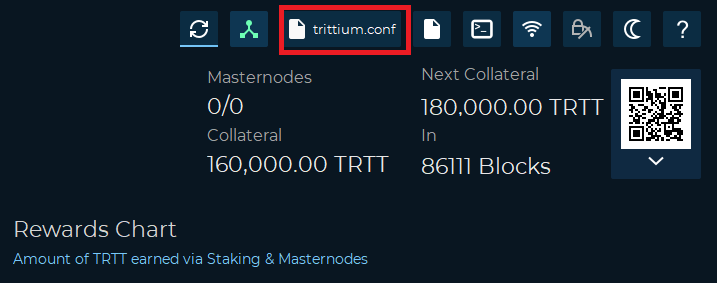 trittium.conf
?
Masternodes
0/0
Collateral
160,000.00 TRTT
Next Collateral
180,000.00 TRTT
In
86111 Blocks
Rewards Chart
Amount of TRTT earned via Staking & Masternodes